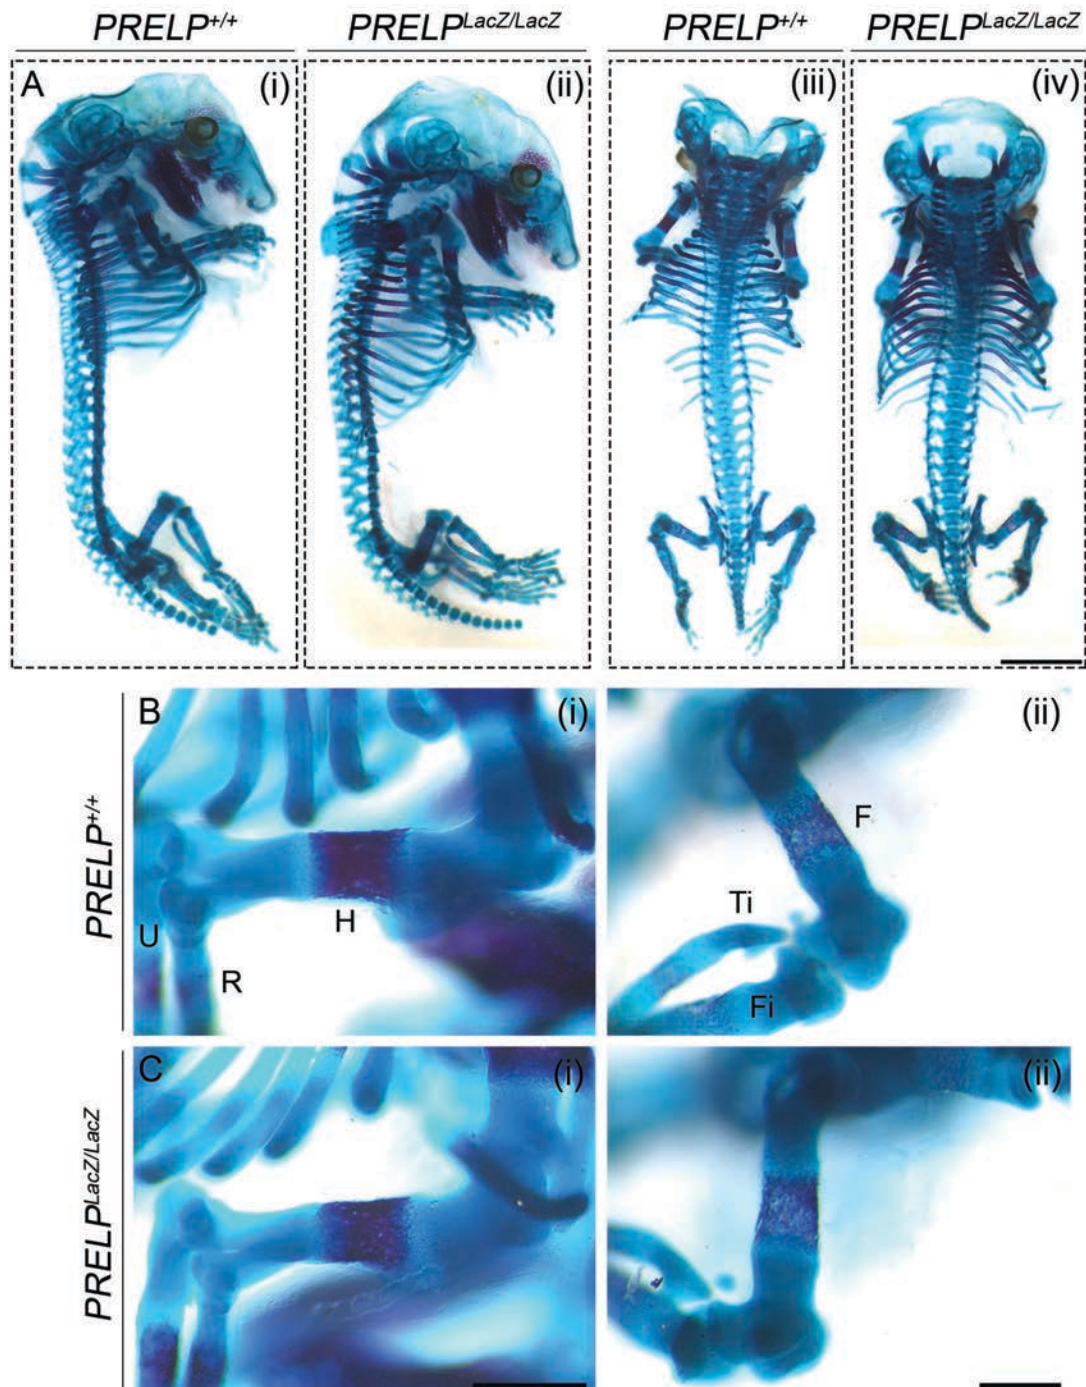 PRELP+/+ PRELPLacZ/LacZ PRELP+/+ PRELPLacZ/LacZ
A (i) (ii) (iii) (iv)
PRELP+/+
B (i) (ii)
F
Ti
U H
R Fi
PRELPLacZ/LacZ
C (i) (ii)